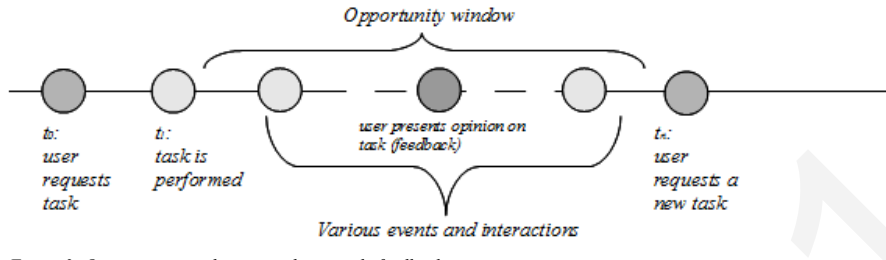 Opportunity window
t0:
user
requests
task
t1:
task is
performed
user presents opinion on
task (feedback)
tn:
user
requests a
new task
Various events and interactions